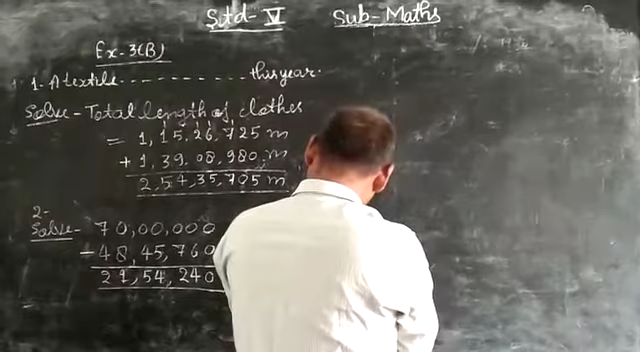 Std- V Sub- Maths
Ex-3(B)
1. A textile - - - - - - - - - - this year.
Solve - Total length of clothes
= 1,15,26,725 m
+ 1,39,08,980 m
2,54,35,705 m
2-
Solve - 70,00,000
- 48,45,760
21,54,240